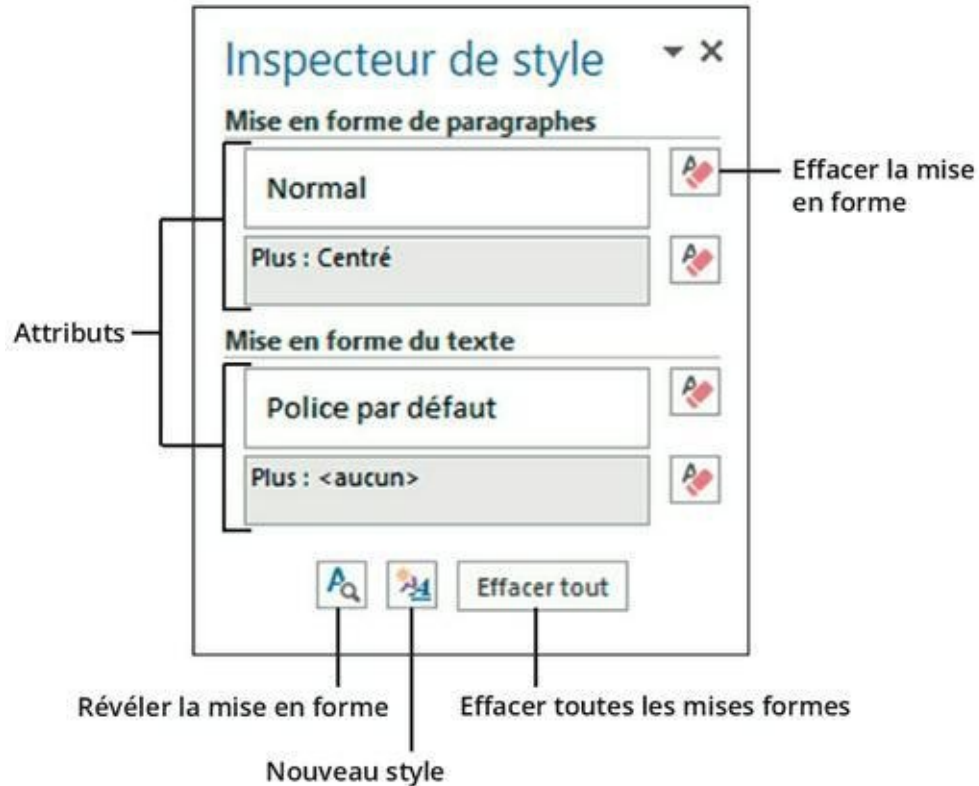 Inspecteur de style
Mise en forme de paragraphes
Normal
Effacer la mise
en forme
Plus : Centré
Attributs
Mise en forme du texte
Police par défaut
Plus : <aucun>
Effacer tout
Révéler la mise en forme
Effacer toutes les mises formes
Nouveau style